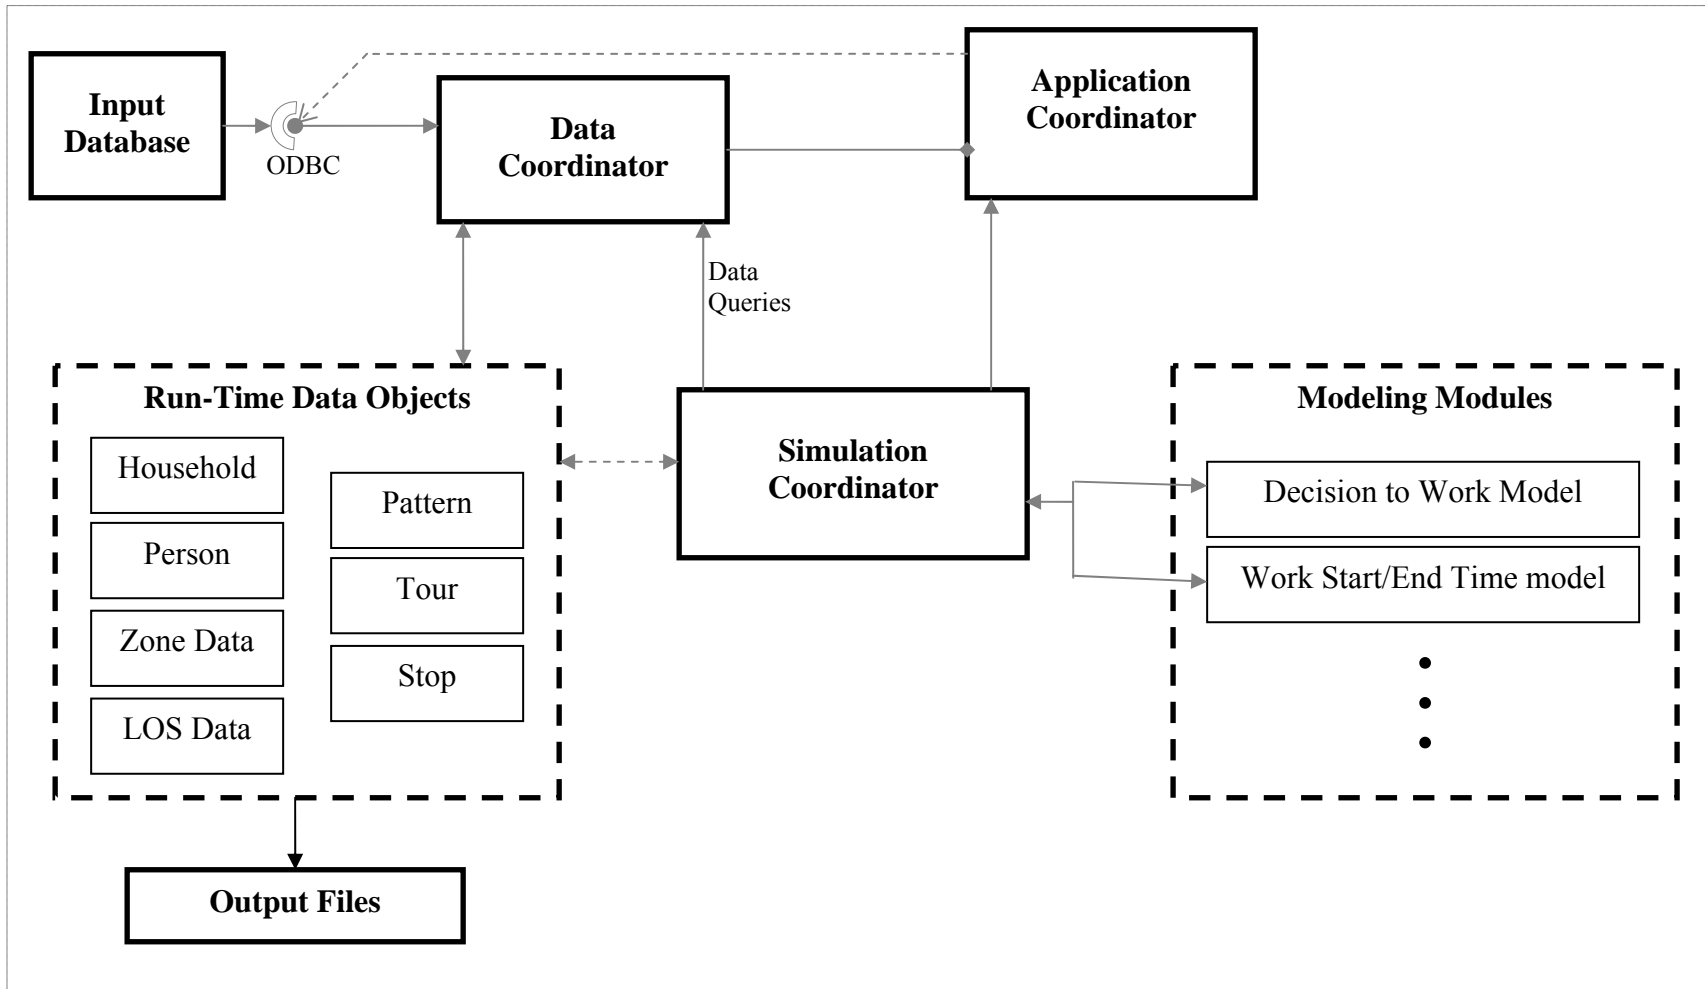 Input
Database
ODBC
Data
Coordinator
Application
Coordinator
Data
Queries
Run-Time Data Objects
Household
Person
Zone Data
LOS Data
Pattern
Tour
Stop
Simulation
Coordinator
Modeling Modules
Decision to Work Model
Work Start/End Time model
Output Files